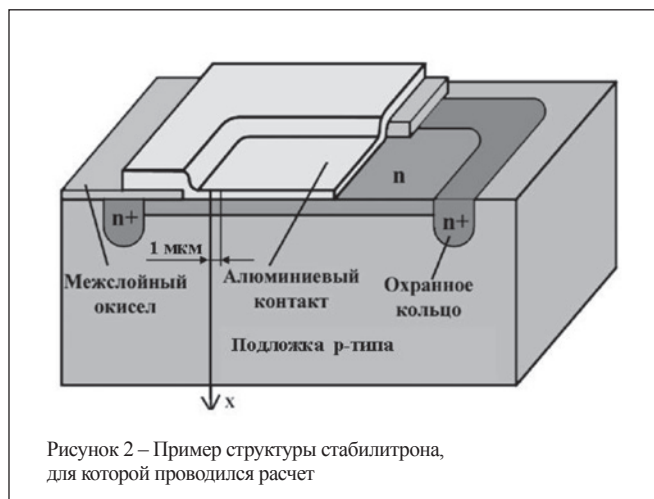 n
n+
n+
1 мкм
Межслойный
окисел
Алюминиевый
контакт
Охранное
кольцо
Подложка р-типа
x
Рисунок 2 – Пример структуры стабилитрона,
для которой проводился расчет